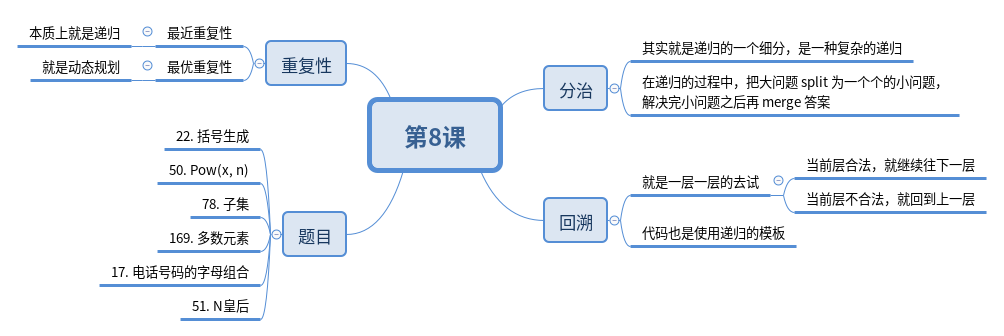 第8课
分治
其实就是递归的一个细分，是一种复杂的递归
在递归的过程中，把大问题 split 为一个个的小问题，
解决完小问题之后再 merge 答案
回溯
就是一层一层的去试
当前层合法，就继续往下一层
当前层不合法，就回到上一层
代码也是使用递归的模板
重复性
最近重复性
本质上就是递归
最优重复性
就是动态规划
题目
22. 括号生成
50. Pow(x, n)
78. 子集
169. 多数元素
17. 电话号码的字母组合
51. N皇后